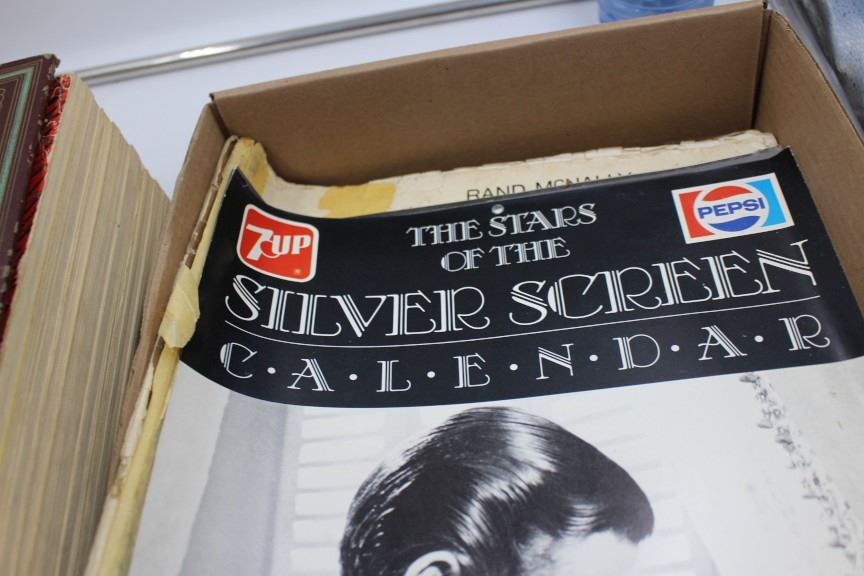 RAND MCNALLY
7UP
THE STARS
OF THE
PEPSI
SILVER SCREEN
C·A·L·E·N·D·A·R